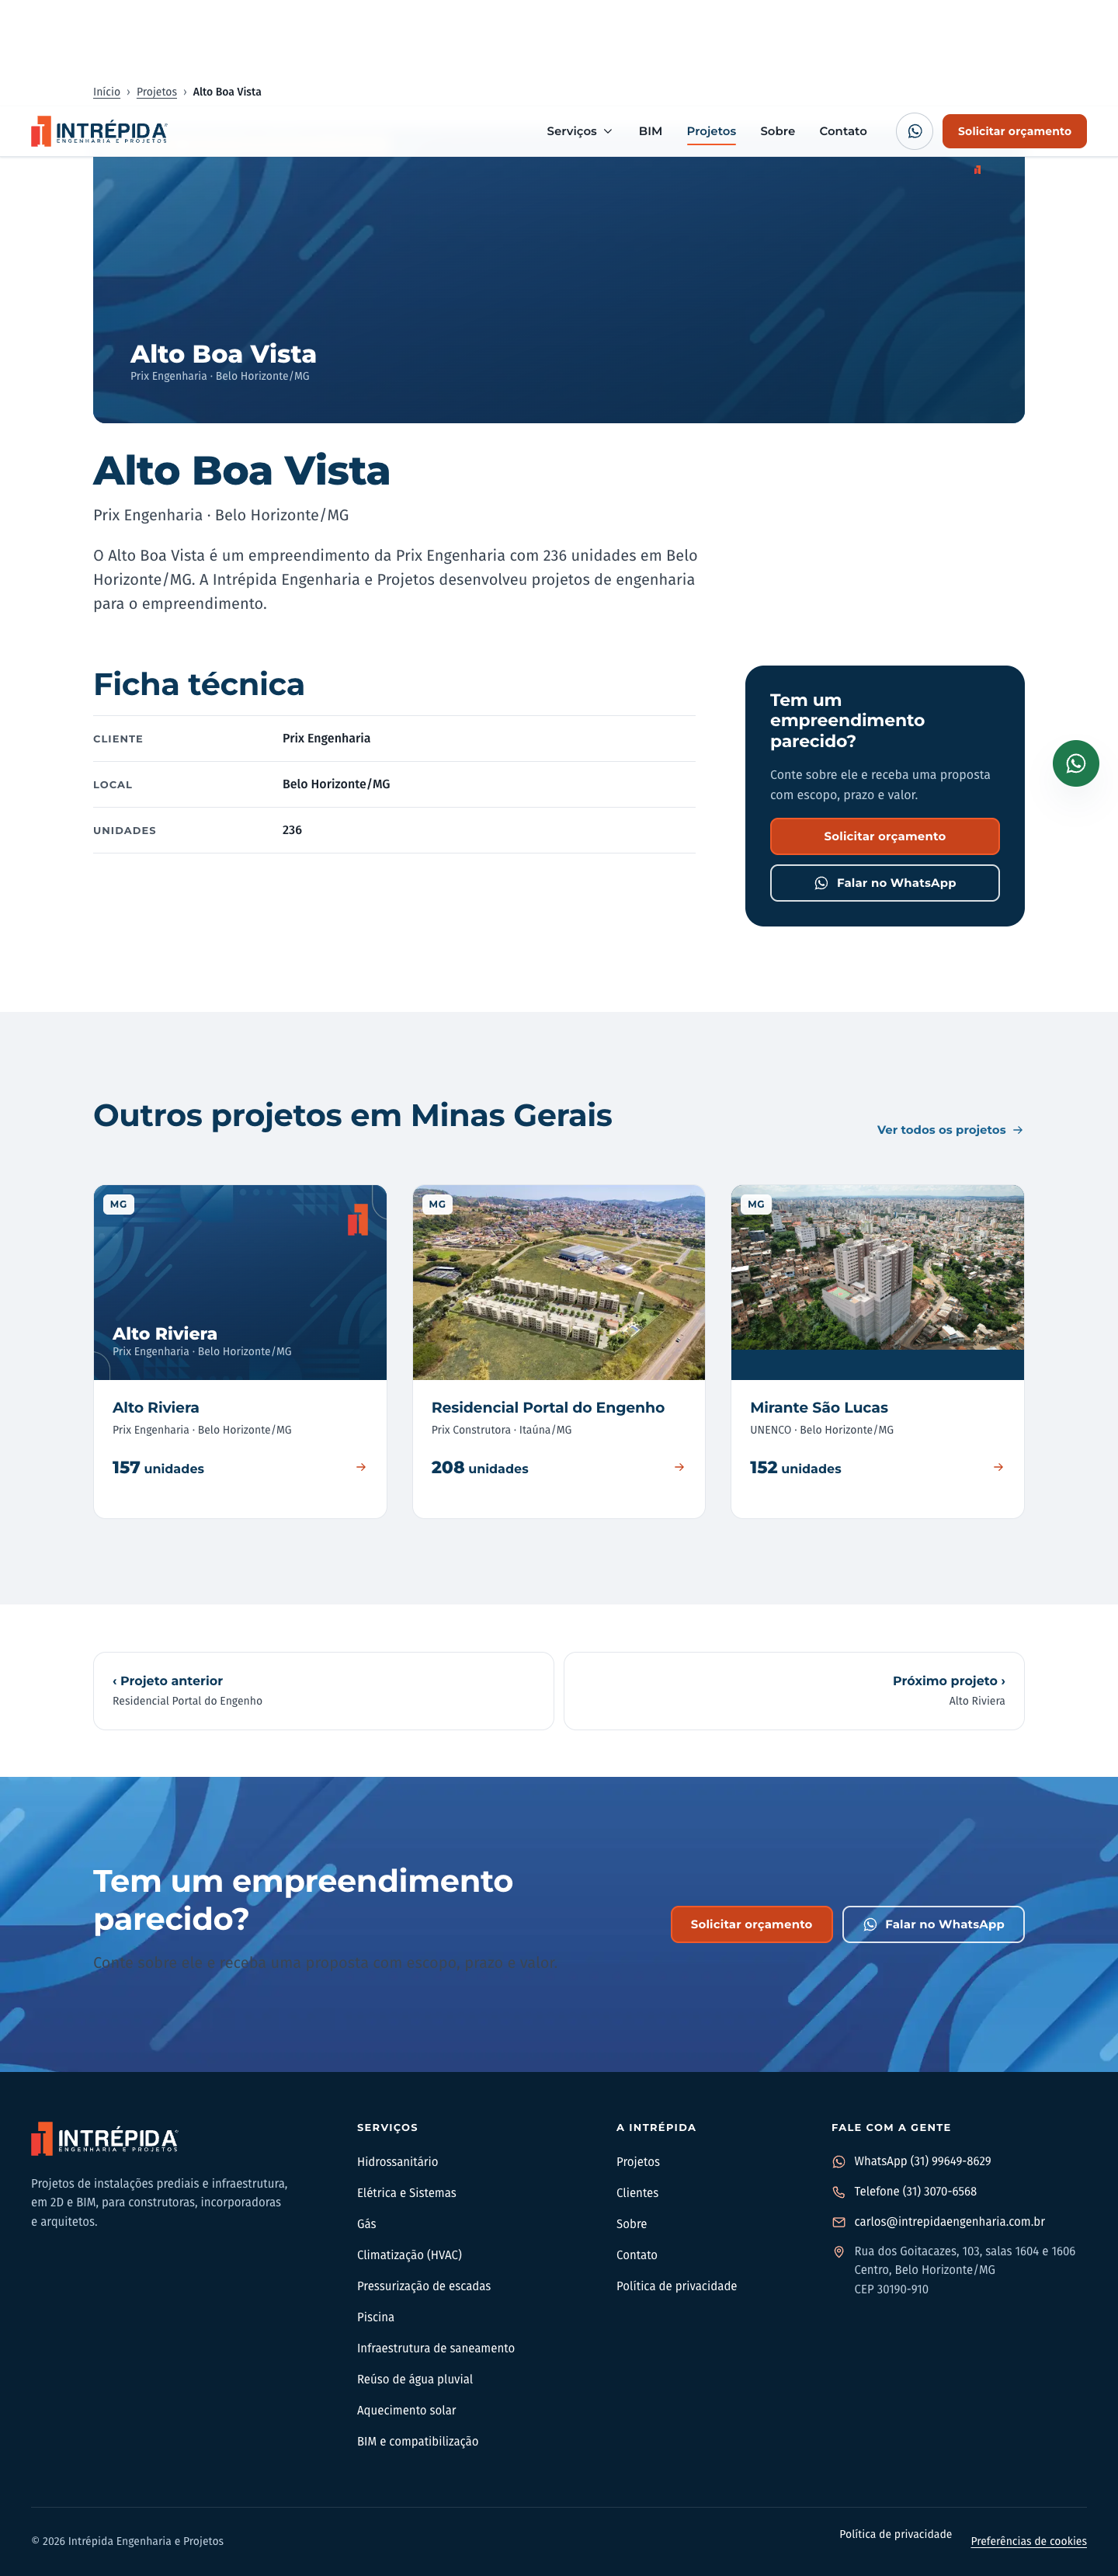 Início › Projetos › Alto Boa Vista
INTRÉPIDA
ENGENHARIA E PROJETOS
Serviços
BIM
Projetos
Sobre
Contato
Solicitar orçamento
Alto Boa Vista
Prix Engenharia · Belo Horizonte/MG
Alto Boa Vista
Prix Engenharia · Belo Horizonte/MG
O Alto Boa Vista é um empreendimento da Prix Engenharia com 236 unidades em Belo
Horizonte/MG. A Intrépida Engenharia e Projetos desenvolveu projetos de engenharia
para o empreendimento.
Ficha técnica
CLIENTE Prix Engenharia
LOCAL Belo Horizonte/MG
UNIDADES 236
Tem um
empreendimento
parecido?
Conte sobre ele e receba uma proposta
com escopo, prazo e valor.
Solicitar orçamento
Falar no WhatsApp
Outros projetos em Minas Gerais
Ver todos os projetos →
MG
Alto Riviera
Prix Engenharia · Belo Horizonte/MG
Alto Riviera
Prix Engenharia · Belo Horizonte/MG
157 unidades →
MG
Residencial Portal do Engenho
Prix Construtora · Itaúna/MG
208 unidades →
MG
Mirante São Lucas
UNENCO · Belo Horizonte/MG
152 unidades →
‹ Projeto anterior
Residencial Portal do Engenho
Próximo projeto ›
Alto Riviera
Tem um empreendimento
parecido?
Conte sobre ele e receba uma proposta com escopo, prazo e valor.
Solicitar orçamento
Falar no WhatsApp
INTRÉPIDA
ENGENHARIA E PROJETOS
Projetos de instalações prediais e infraestrutura,
em 2D e BIM, para construtoras, incorporadoras
e arquitetos.
SERVIÇOS
Hidrossanitário
Elétrica e Sistemas
Gás
Climatização (HVAC)
Pressurização de escadas
Piscina
Infraestrutura de saneamento
Reúso de água pluvial
Aquecimento solar
BIM e compatibilização
A INTRÉPIDA
Projetos
Clientes
Sobre
Contato
Política de privacidade
FALE COM A GENTE
WhatsApp (31) 99649-8629
Telefone (31) 3070-6568
carlos@intrepidaengenharia.com.br
Rua dos Goitacazes, 103, salas 1604 e 1606
Centro, Belo Horizonte/MG
CEP 30190-910
© 2026 Intrépida Engenharia e Projetos
Política de privacidade
Preferências de cookies